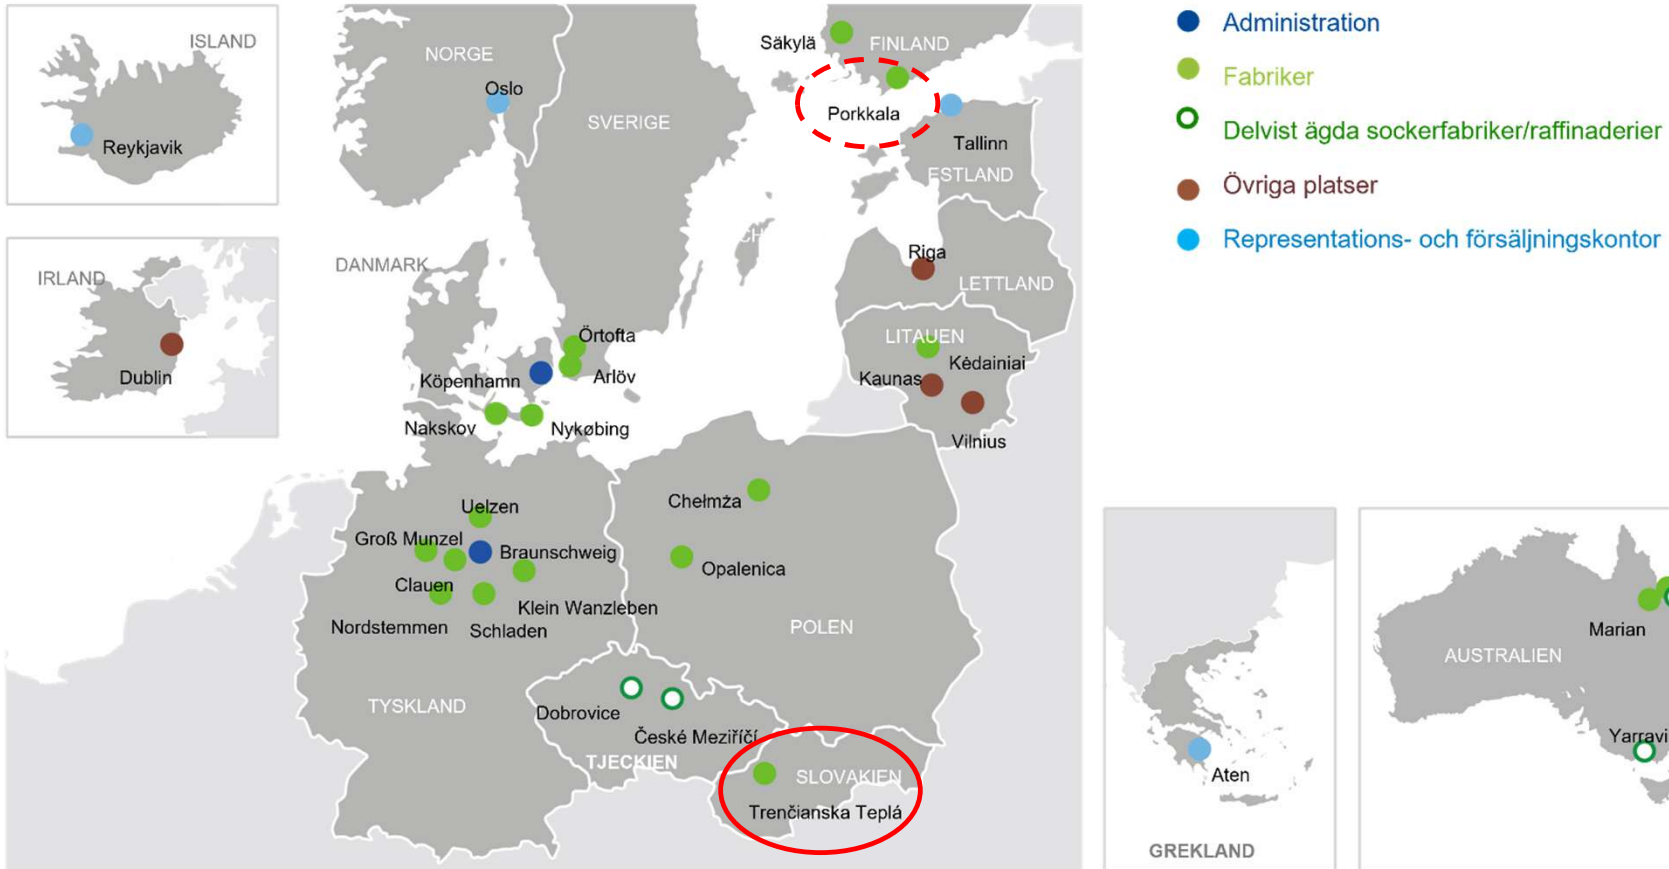 ISLAND
Reykjavik
IRLAND
Dublin
NORGE
Oslo
SVERIGE
Säkylä
FINLAND
Porkkala
Tallinn
ESTLAND
Riga
LETTLAND
LITAUEN
Kėdainiai
Kaunas
Vilnius
DANMARK
Örtofta
Köpenhamn
Arlöv
Nakskov
Nykøbing
Uelzen
Groß Munzel
Braunschweig
Clauen
Klein Wanzleben
Nordstemmen
Schladen
TYSKLAND
Chełmża
Opalenica
POLEN
Dobrovice
České Meziříčí
TJECKIEN
SLOVAKIEN
Trenčianska Teplá
Administration
Fabriker
Delvist ägda sockerfabriker/raffinaderier
Övriga platser
Representations- och försäljningskontor
Aten
GREKLAND
Marian
AUSTRALIEN
Yarravi